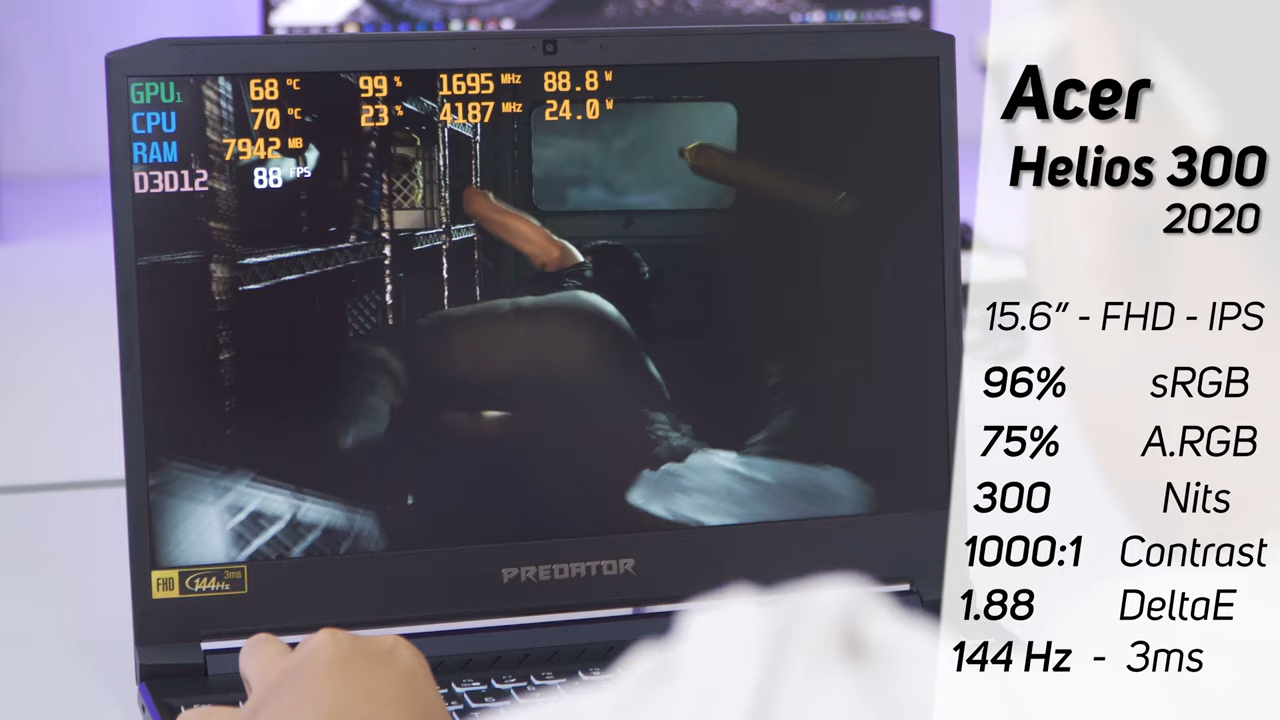 GPU1 68 °C 99 % 1695 MHz 88.8 W
CPU 70 °C 23 % 4187 MHz 24.0 W
RAM 7942 MB
D3D12 88 FPS
PREDATOR
FHD 144Hz 3ms
Acer
Helios 300
2020
15.6” - FHD - IPS
96% sRGB
75% A.RGB
300 Nits
1000:1 Contrast
1.88 DeltaE
144 Hz - 3ms